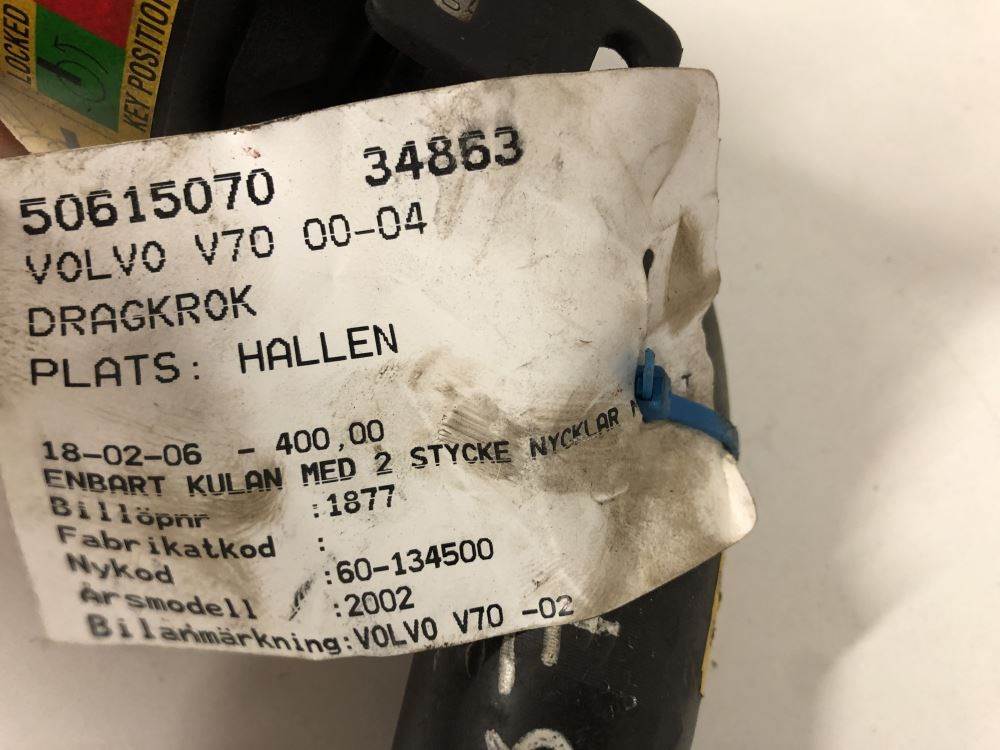 LOCKED
KEY POSITION
50615070 34863
VOLVO V70 00-04
DRAGKROK
PLATS: HALLEN
18-02-06 - 400,00
ENBART KULAN MED 2 STYCKE NYCKLAR
Billöpnr :1877
Fabrikatkod :
Nykod :60-134500
Årsmodell :2002
Bilanmärkning:VOLVO V70 -02